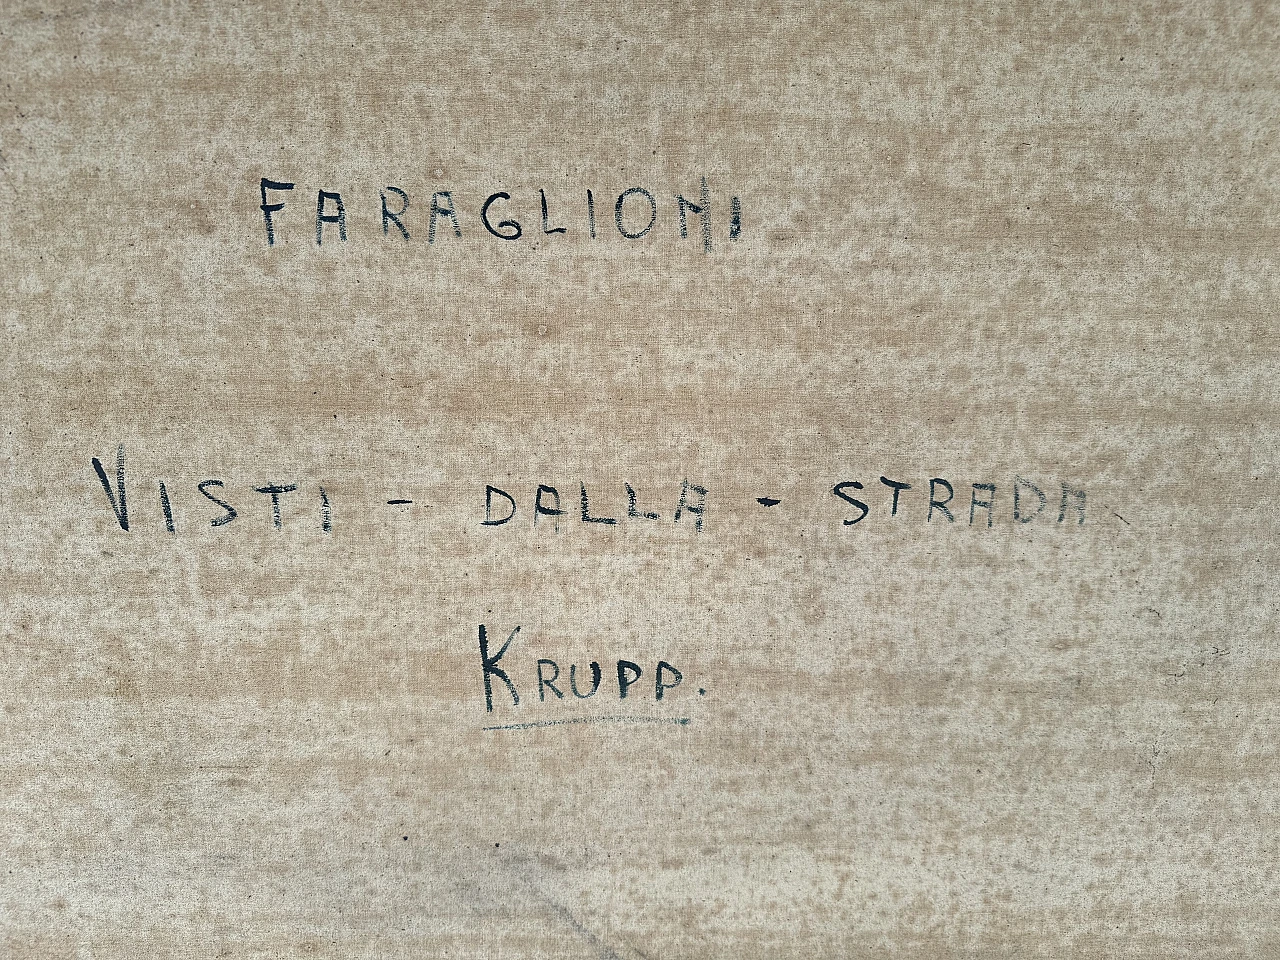 FARAGLIONI
VISTI - DALLA - STRADA
KRUPP.